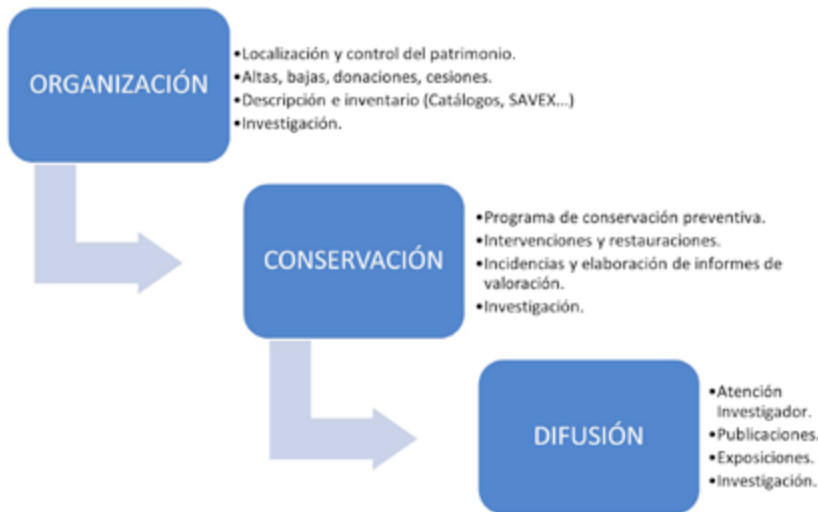 ORGANIZACIÓN
•Localización y control del patrimonio.
•Altas, bajas, donaciones, cesiones.
•Descripción e inventario (Catálogos, SAVEX...)
•Investigación.
CONSERVACIÓN
•Programa de conservación preventiva.
•Intervenciones y restauraciones.
•Incidencias y elaboración de informes de
valoración.
•Investigación.
DIFUSIÓN
•Atención
Investigador.
•Publicaciones.
•Exposiciones.
•Investigación.